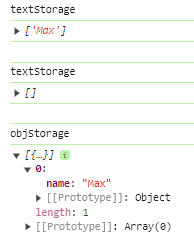 textStorage
▸ ['Max']
textStorage
▸ []
objStorage
▾ [{…}] i
▾ 0:
name: "Max"
▸ [[Prototype]]: Object
length: 1
▸ [[Prototype]]: Array(0)